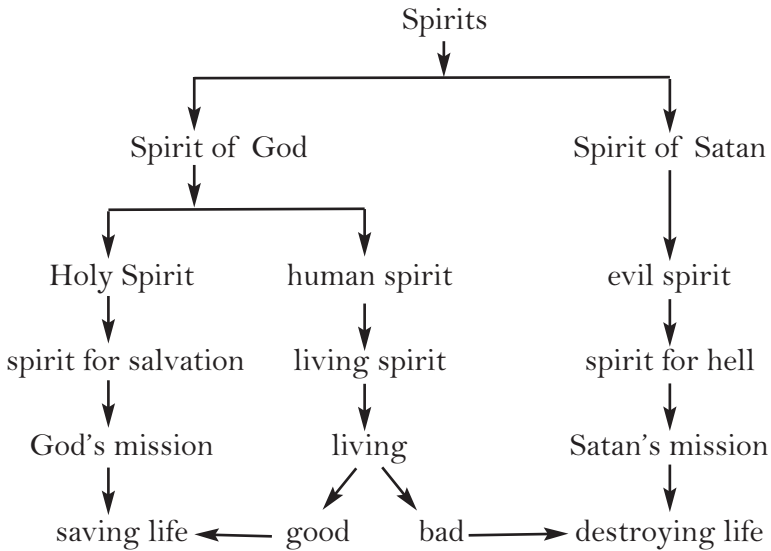 Spirits
Spirit of God Spirit of Satan
Holy Spirit human spirit evil spirit
spirit for salvation living spirit spirit for hell
God's mission living Satan's mission
saving life good bad destroying life